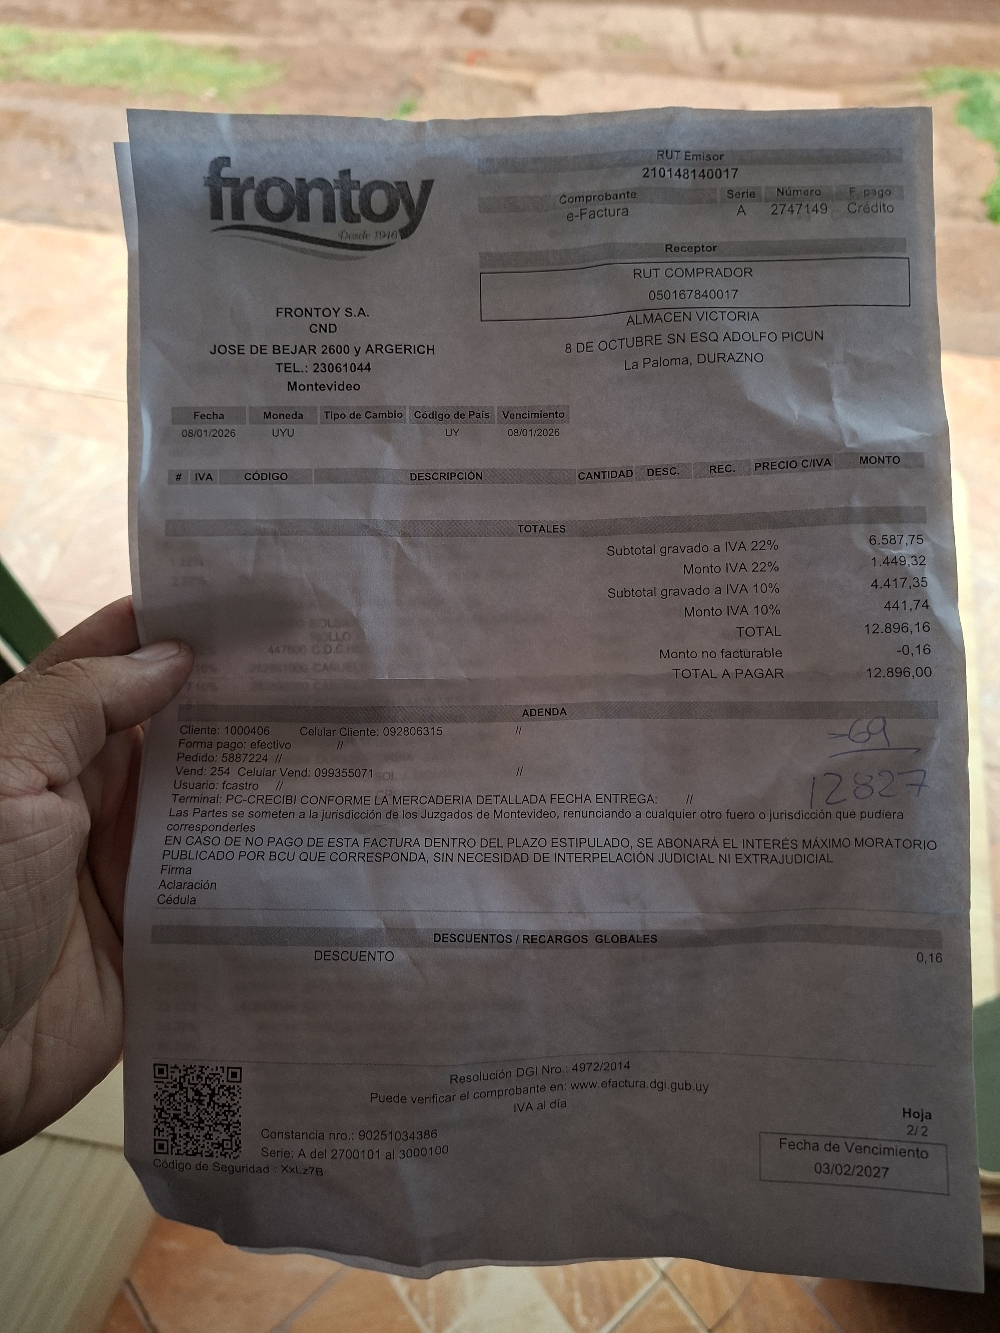 frontoy
Desde 1946
RUT Emisor
210148140017
Comprobante Serie Número F. pago
e-Factura A 2747149 Crédito
Receptor
RUT COMPRADOR
050167840017
ALMACEN VICTORIA
8 DE OCTUBRE SN ESQ ADOLFO PICUN
La Paloma, DURAZNO
FRONTOY S.A.
CND
JOSE DE BEJAR 2600 y ARGERICH
TEL.: 23061044
Montevideo
Fecha Moneda Tipo de Cambio Código de País Vencimiento
08/01/2026 UYU UY 08/01/2026
# IVA CÓDIGO DESCRIPCIÓN CANTIDAD DESC. REC. PRECIO C/IVA MONTO
TOTALES
Subtotal gravado a IVA 22% 6.587,75
Monto IVA 22% 1.449,32
Subtotal gravado a IVA 10% 4.417,35
Monto IVA 10% 441,74
TOTAL 12.896,16
Monto no facturable -0,16
TOTAL A PAGAR 12.896,00
ADENDA
Cliente: 1000406 Celular Cliente: 092806315 //
Forma pago: efectivo //
Pedido: 5887224 //
Vend: 254 Celular Vend: 099355071 //
Usuario: fcastro //
Terminal: PC-CRECIBI CONFORME LA MERCADERIA DETALLADA FECHA ENTREGA: //
-69
12827
Las Partes se someten a la jurisdicción de los Juzgados de Montevideo, renunciando a cualquier otro fuero o jurisdicción que pudiera
corresponderles
EN CASO DE NO PAGO DE ESTA FACTURA DENTRO DEL PLAZO ESTIPULADO, SE ABONARÁ EL INTERÉS MÁXIMO MORATORIO
PUBLICADO POR BCU QUE CORRESPONDA, SIN NECESIDAD DE INTERPELACIÓN JUDICIAL NI EXTRAJUDICIAL
Firma
Aclaración
Cédula
DESCUENTOS / RECARGOS GLOBALES
DESCUENTO 0,16
Resolución DGI Nro.: 4972/2014
Puede verificar el comprobante en: www.efactura.dgi.gub.uy
IVA al día
Constancia nro.: 90251034386
Serie: A del 2700101 al 3000100
Código de Seguridad : XxLz7B
Hoja
2/ 2
Fecha de Vencimiento
03/02/2027